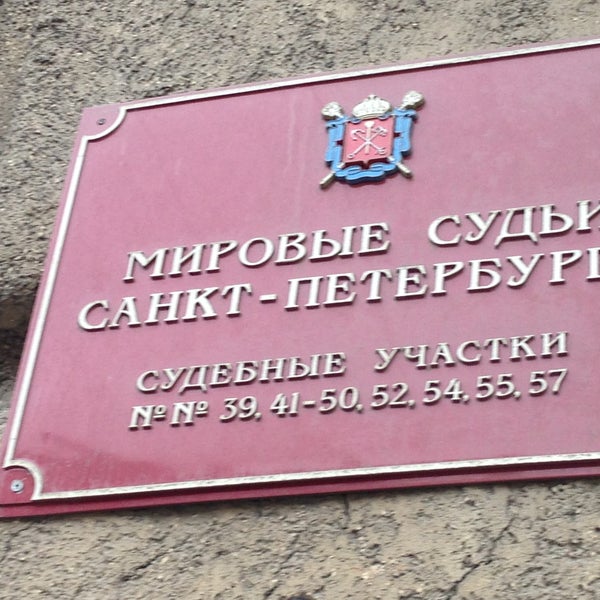 МИРОВЫЕ СУДЬИ
САНКТ-ПЕТЕРБУРГ
СУДЕБНЫЕ УЧАСТКИ
№№ 39, 41-50, 52, 54, 55, 57